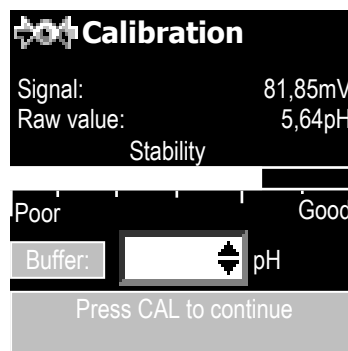 Calibration
Signal: 81,85mV
Raw value: 5,64pH
Stability
Poor Good
Buffer: pH
Press CAL to continue